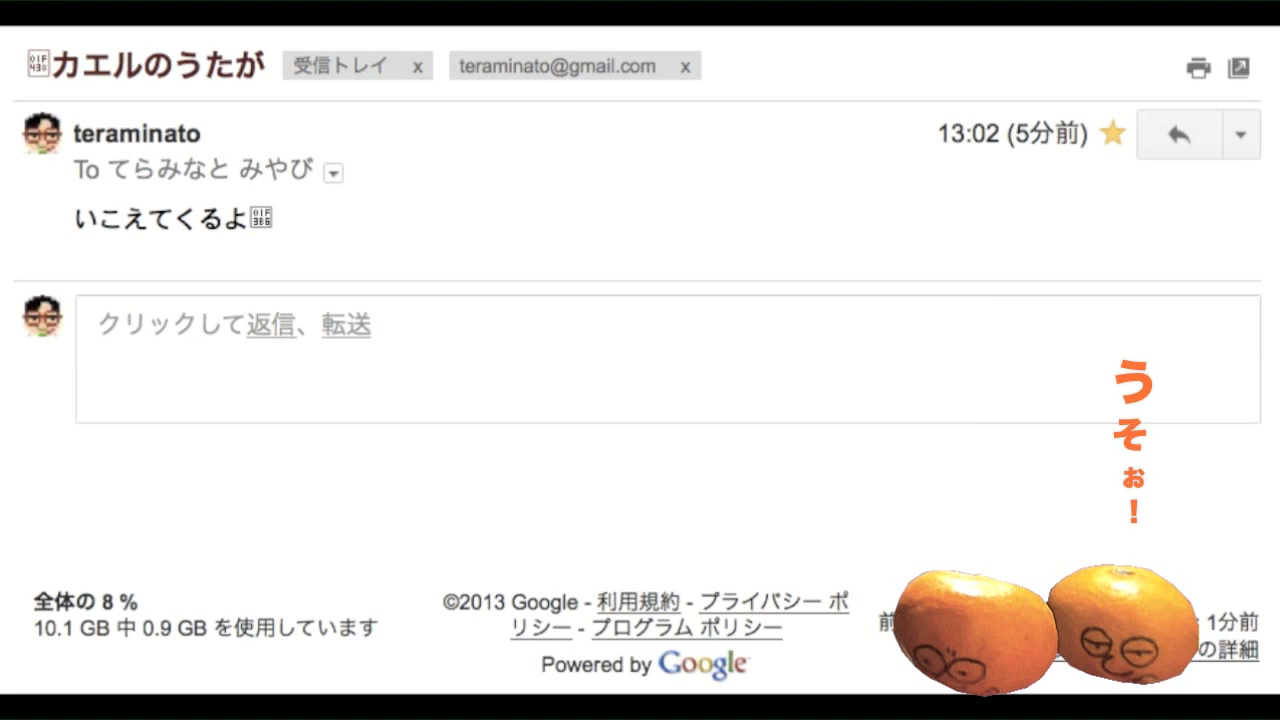 カエルのうたが 受信トレイ x teraminato@gmail.com x
teraminato 13:02 (5分前)
To てらみなと みやび
いこえてくるよ
クリックして返信、転送
うそぉ!
全体の 8 %
10.1 GB 中 0.9 GB を使用しています
©2013 Google - 利用規約 - プライバシー ポ
リシー - プログラム ポリシー
Powered by Google
前 1分前
の詳細